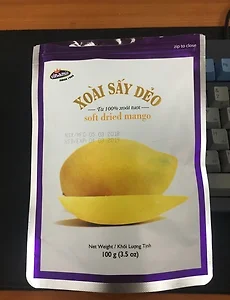 zip to close
XOÀI SẤY DẺO
Từ 100% xoài tươi
soft dried mango
Net Weight / Khối Lượng Tịnh
100 g (3.5 oz)